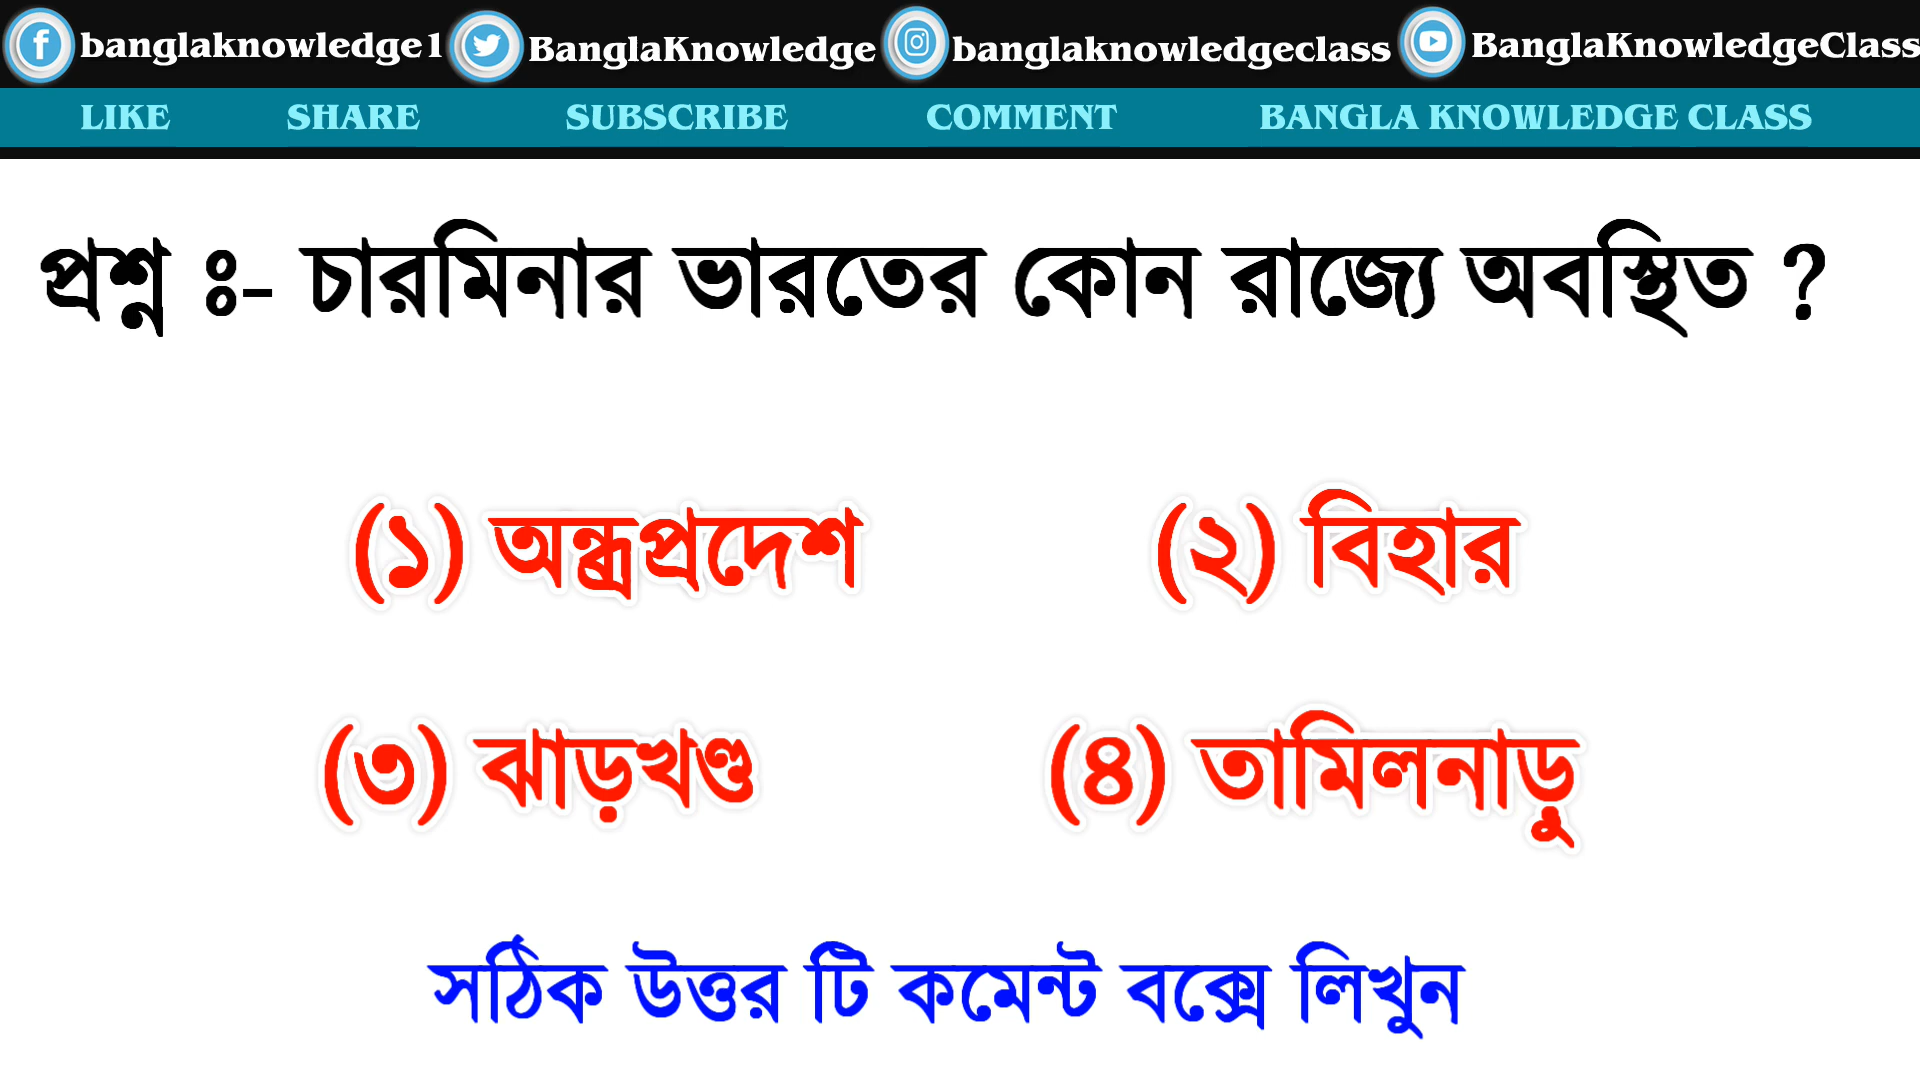 banglaknowledge1 BanglaKnowledge banglaknowledgeclass BanglaKnowledgeClass
LIKE SHARE SUBSCRIBE COMMENT BANGLA KNOWLEDGE CLASS
প্রশ্ন ঃ- চারমিনার ভারতের কোন রাজ্যে অবস্থিত ?
(১) অন্ধ্রপ্রদেশ (২) বিহার
(৩) ঝাড়খণ্ড (৪) তামিলনাড়ু
সঠিক উত্তর টি কমেন্ট বক্সে লিখুন